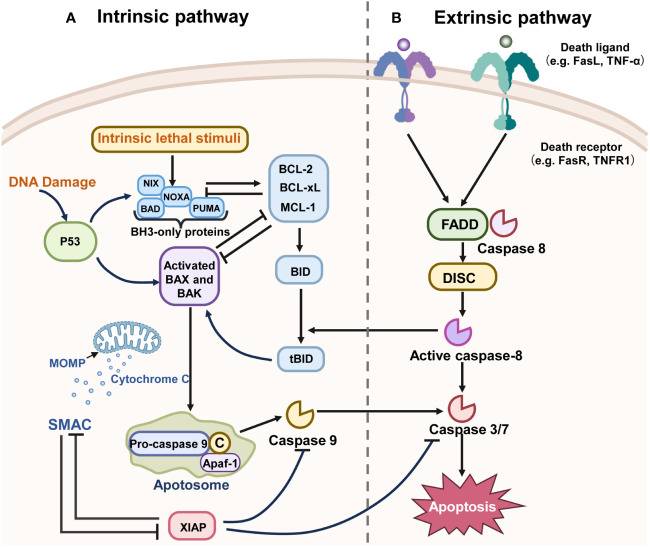 A Intrinsic pathway
B Extrinsic pathway
Death ligand
(e.g. FasL, TNF-α)
Intrinsic lethal stimuli
Death receptor
(e.g. FasR, TNFR1)
DNA Damage
NIX
NOXA
BAD
PUMA
BH3-only proteins
BCL-2
BCL-xL
MCL-1
P53
FADD
Caspase 8
Activated
BAX and
BAK
BID
DISC
MOMP
Cytochrome C
tBID
Active caspase-8
SMAC
Pro-caspase 9
C
Apaf-1
Apotosome
Caspase 9
Caspase 3/7
XIAP
Apoptosis